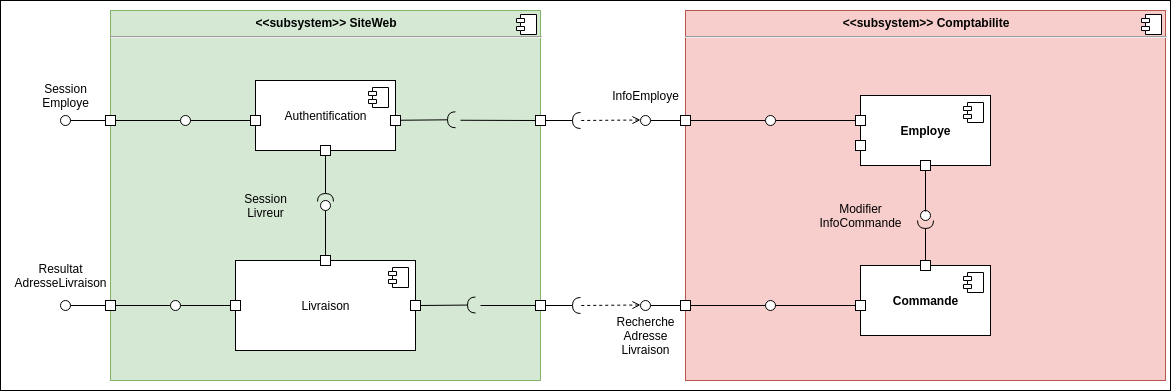 <<subsystem>> SiteWeb
<<subsystem>> Comptabilite
Session
Employe
Authentification
InfoEmploye
Employe
Session
Livreur
Modifier
InfoCommande
Resultat
AdresseLivraison
Livraison
Commande
Recherche
Adresse
Livraison